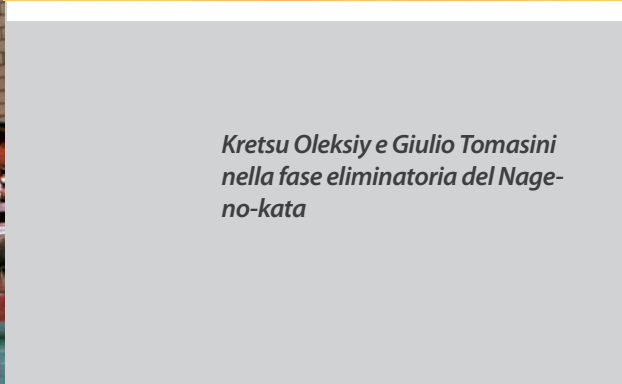 Kretsu Oleksiy e Giulio Tomasini
nella fase eliminatoria del Nage-
no-kata